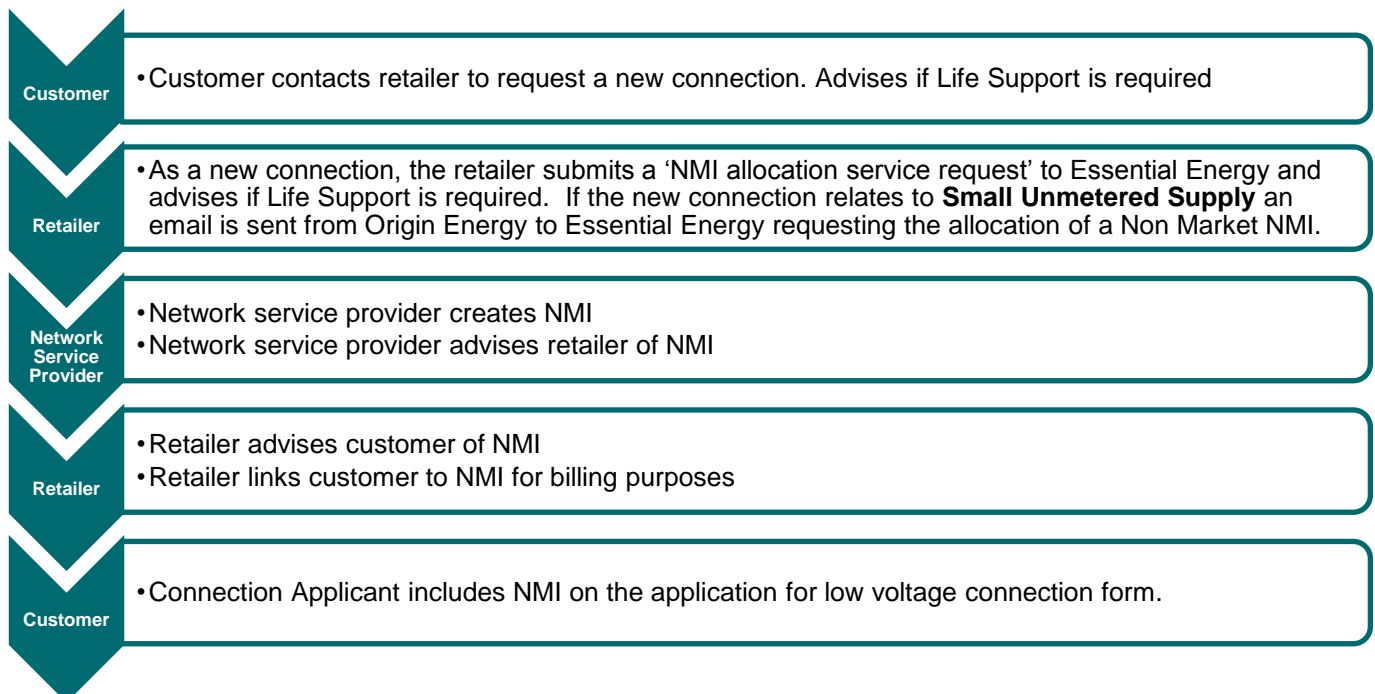 Customer
•Customer contacts retailer to request a new connection. Advises if Life Support is required
Retailer
•As a new connection, the retailer submits a ‘NMI allocation service request’ to Essential Energy and
advises if Life Support is required.  If the new connection relates to Small Unmetered Supply an
email is sent from Origin Energy to Essential Energy requesting the allocation of a Non Market NMI.
Network
Service
Provider
•Network service provider creates NMI
•Network service provider advises retailer of NMI
Retailer
•Retailer advises customer of NMI
•Retailer links customer to NMI for billing purposes
Customer
•Connection Applicant includes NMI on the application for low voltage connection form.